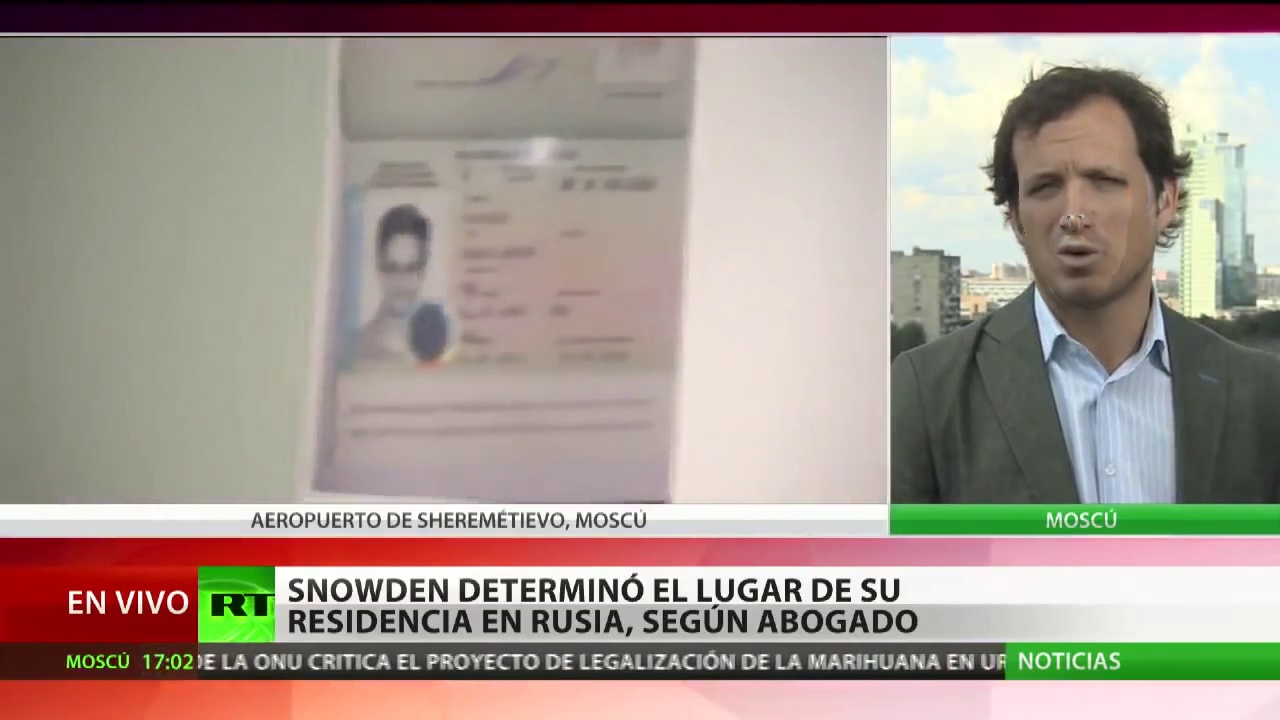 AEROPUERTO DE SHEREMÉTIEVO, MOSCÚ
MOSCÚ
EN VIVO
RT
SNOWDEN DETERMINÓ EL LUGAR DE SU
RESIDENCIA EN RUSIA, SEGÚN ABOGADO
MOSCÚ 17:02
DE LA ONU CRITICA EL PROYECTO DE LEGALIZACIÓN DE LA MARIHUANA EN
NOTICIAS